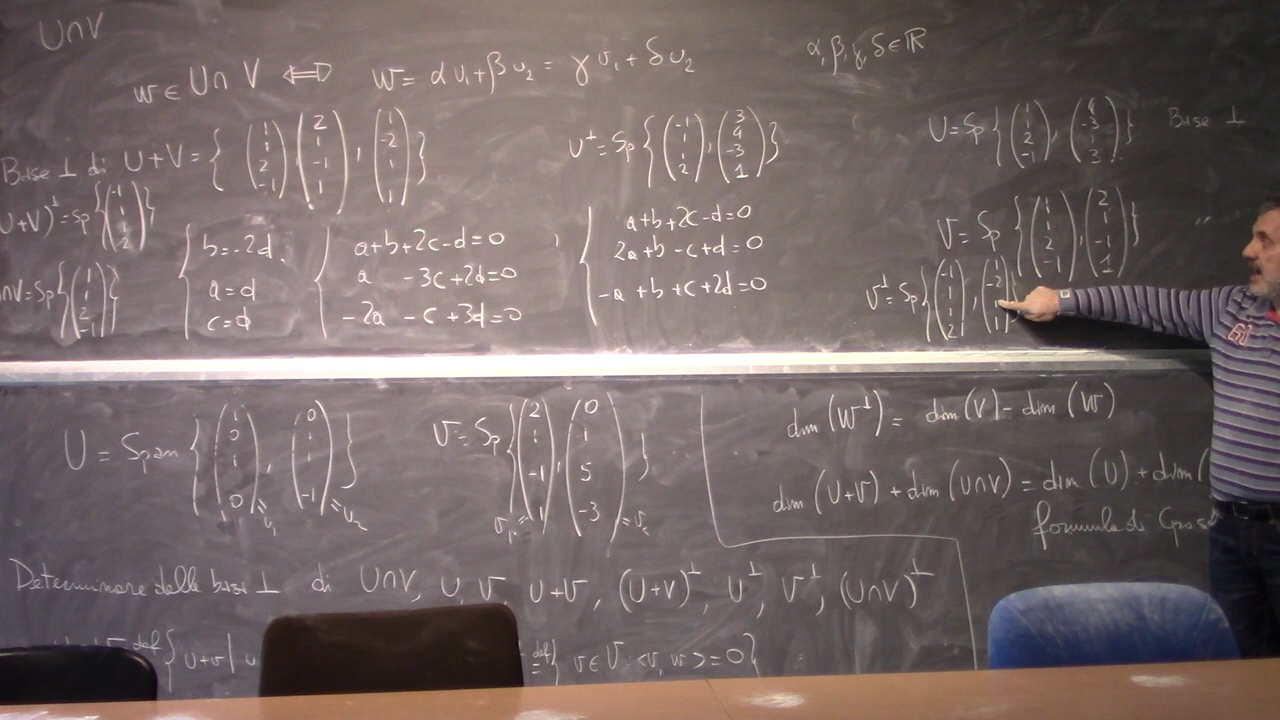 U∩V
w ∈ U∩V ⟺ w = αu₁+βu₂ = γv₁ + δv₂
α, β, γ, δ ∈ ℝ
Base ⊥ di U+V = { (1 1 2 -1), (2 1 -1 1), (1 -2 1 1) }
U⊥ = Sp { (-1 1 1 2), (3 4 -3 1) }
U = Sp { (1 1 2 -1), (4 -3 1 3) } Base ⊥
U+V)⊥ = Sp { (-1 1 1 2) }
V = Sp { (1 1 2 -1), (2 1 -1 1) } "
∩V = Sp { (1 1 2 -1) }
{ b = -2d
a = d
c = d
{ a+b+2c-d=0
a -3c+2d=0
-2a -c+3d=0
{ a+b+2c-d=0
2a+b-c+d=0
-a+b+c+2d=0
V⊥ = Sp { (-1 1 1 2), (1 -2 1 1) }
U = Span { (1 0 1 0) = u₁, (0 1 1 -1) = u₂ }
V = Sp { (2 1 -1 1) = v₁, (0 1 5 -3) = v₂ }
dim (W⊥) = dim (V) - dim (W)
dim (U+V) + dim (U∩V) = dim (U) + dim (
formula di
Determinare delle basi ⊥ di U∩V, U, V, U+V, (U+V)⊥, U⊥, V⊥, (U∩V)⊥
def { u+v | u
def { v ∈ V <v, w> = 0 }